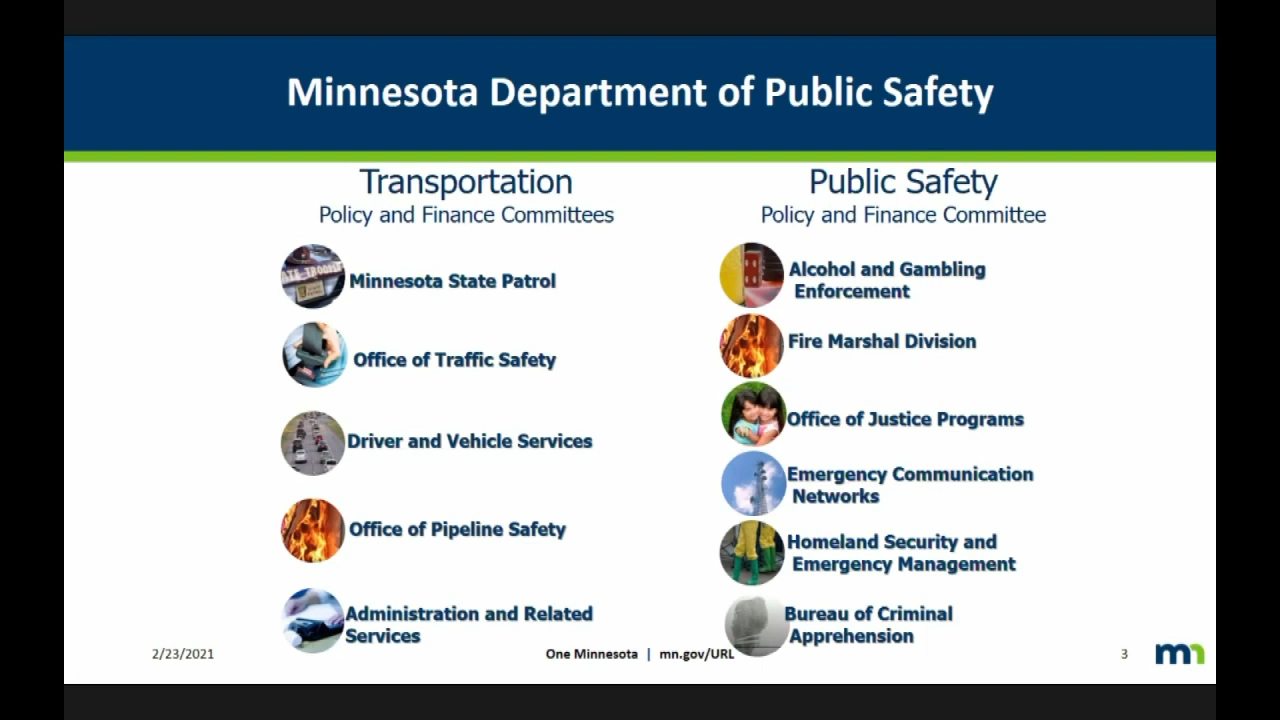 Minnesota Department of Public Safety
Transportation
Policy and Finance Committees
Minnesota State Patrol
Office of Traffic Safety
Driver and Vehicle Services
Office of Pipeline Safety
Administration and Related
Services
Public Safety
Policy and Finance Committee
Alcohol and Gambling
Enforcement
Fire Marshal Division
Office of Justice Programs
Emergency Communication
Networks
Homeland Security and
Emergency Management
Bureau of Criminal
Apprehension
2/23/2021
One Minnesota | mn.gov/URL
3
mn